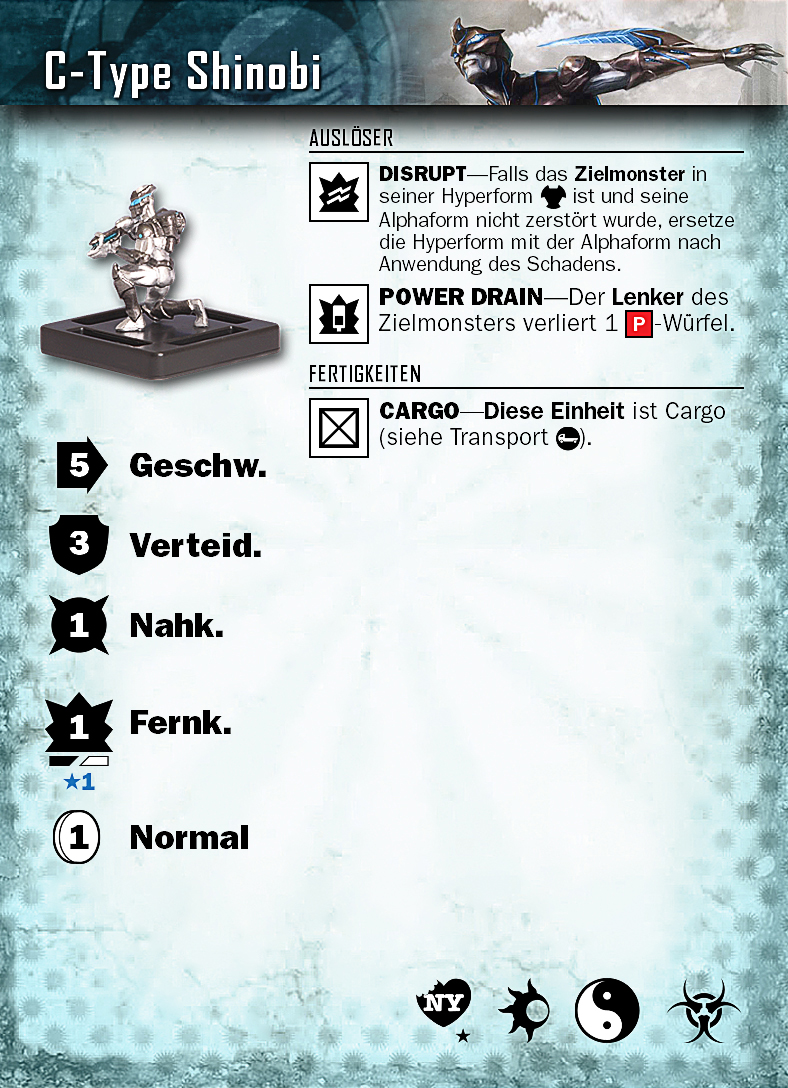 C-Type Shinobi
AUSLÖSER
DISRUPT—Falls das Zielmonster in
seiner Hyperform ist und seine
Alphaform nicht zerstört wurde, ersetze
die Hyperform mit der Alphaform nach
Anwendung des Schadens.
POWER DRAIN—Der Lenker des
Zielmonsters verliert 1 P-Würfel.
FERTIGKEITEN
CARGO—Diese Einheit ist Cargo
(siehe Transport ).
5 Geschw.
3 Verteid.
1 Nahk.
1 Fernk.
★1
1 Normal
NY